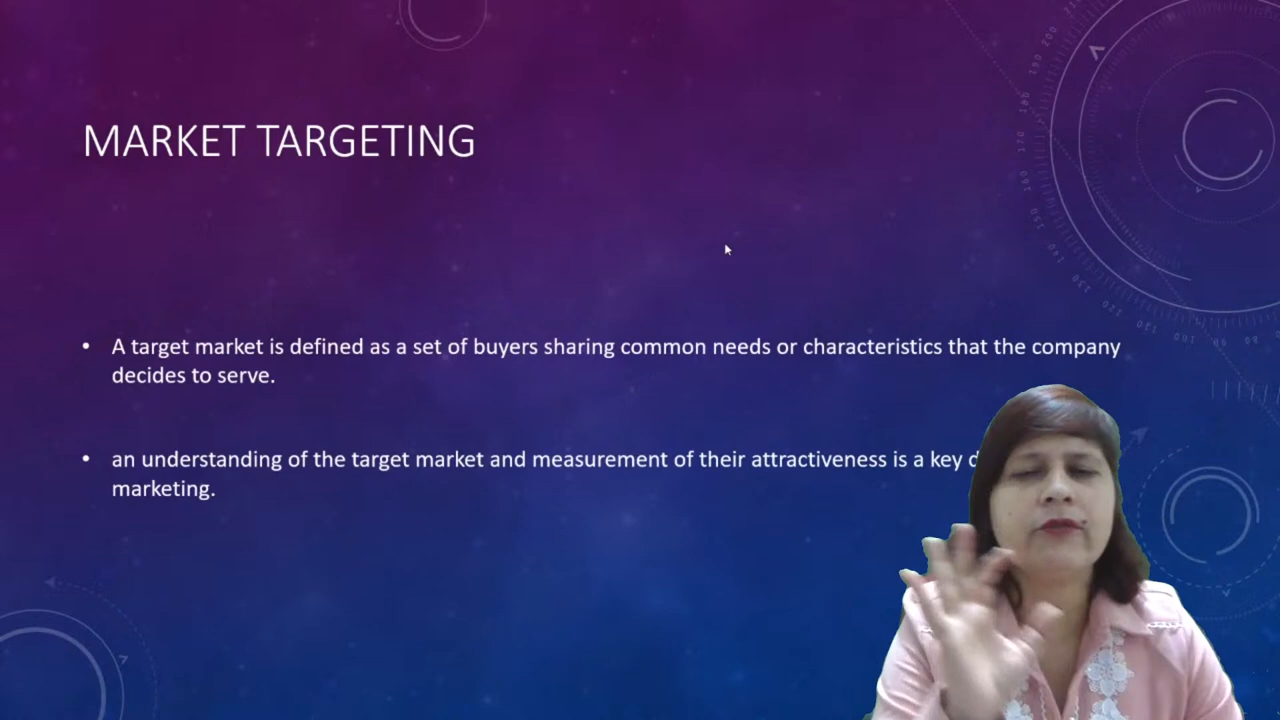 MARKET TARGETING
• A target market is defined as a set of buyers sharing common needs or characteristics that the company
decides to serve.
• an understanding of the target market and measurement of their attractiveness is a key
marketing.